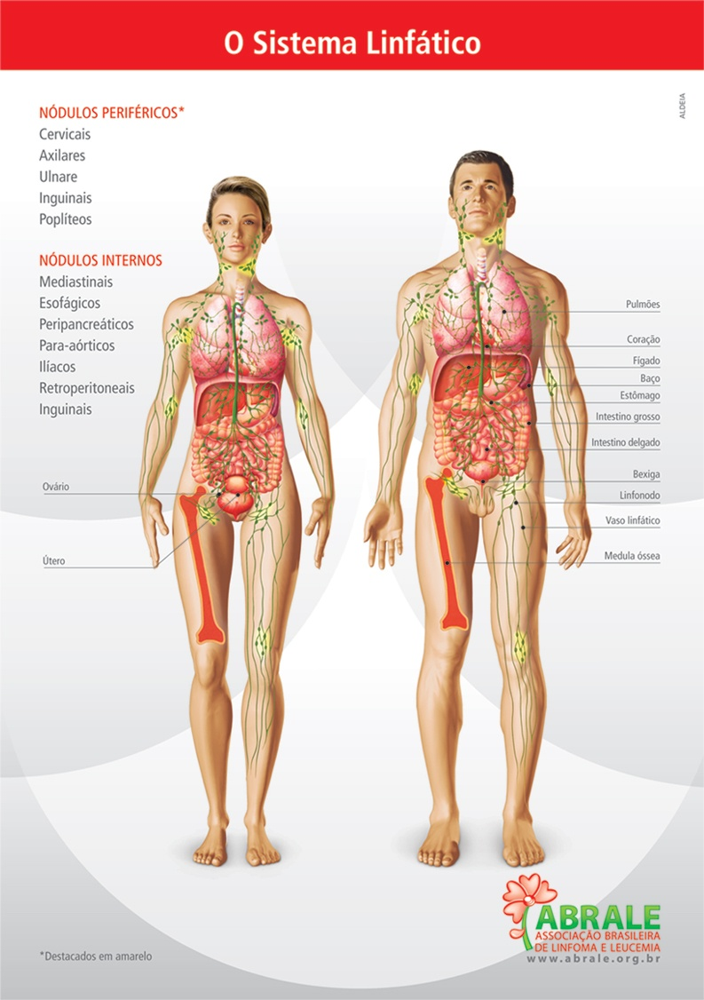 O Sistema Linfático
ALDEIA
NÓDULOS PERIFÉRICOS*
Cervicais
Axilares
Ulnare
Inguinais
Poplíteos
NÓDULOS INTERNOS
Mediastinais
Esofágicos
Peripancreáticos
Para-aórticos
Ilíacos
Retroperitoneais
Inguinais
Ovário
Útero
Pulmões
Coração
Fígado
Baço
Estômago
Intestino grosso
Intestino delgado
Bexiga
Linfonodo
Vaso linfático
Medula óssea
ABRALE
ASSOCIAÇÃO BRASILEIRA
DE LINFOMA E LEUCEMIA
www.abrale.org.br
*Destacados em amarelo